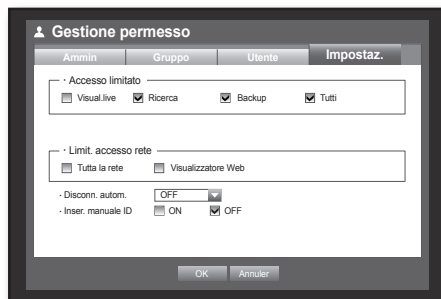 Gestione permesso
Ammin Gruppo Utente Impostaz.
· Accesso limitato
Visual.live Ricerca Backup Tutti
· Limit. accesso rete
Tutta la rete Visualizzatore Web
· Disconn. autom. OFF
· Inser. manuale ID ON OFF
OK Annuler